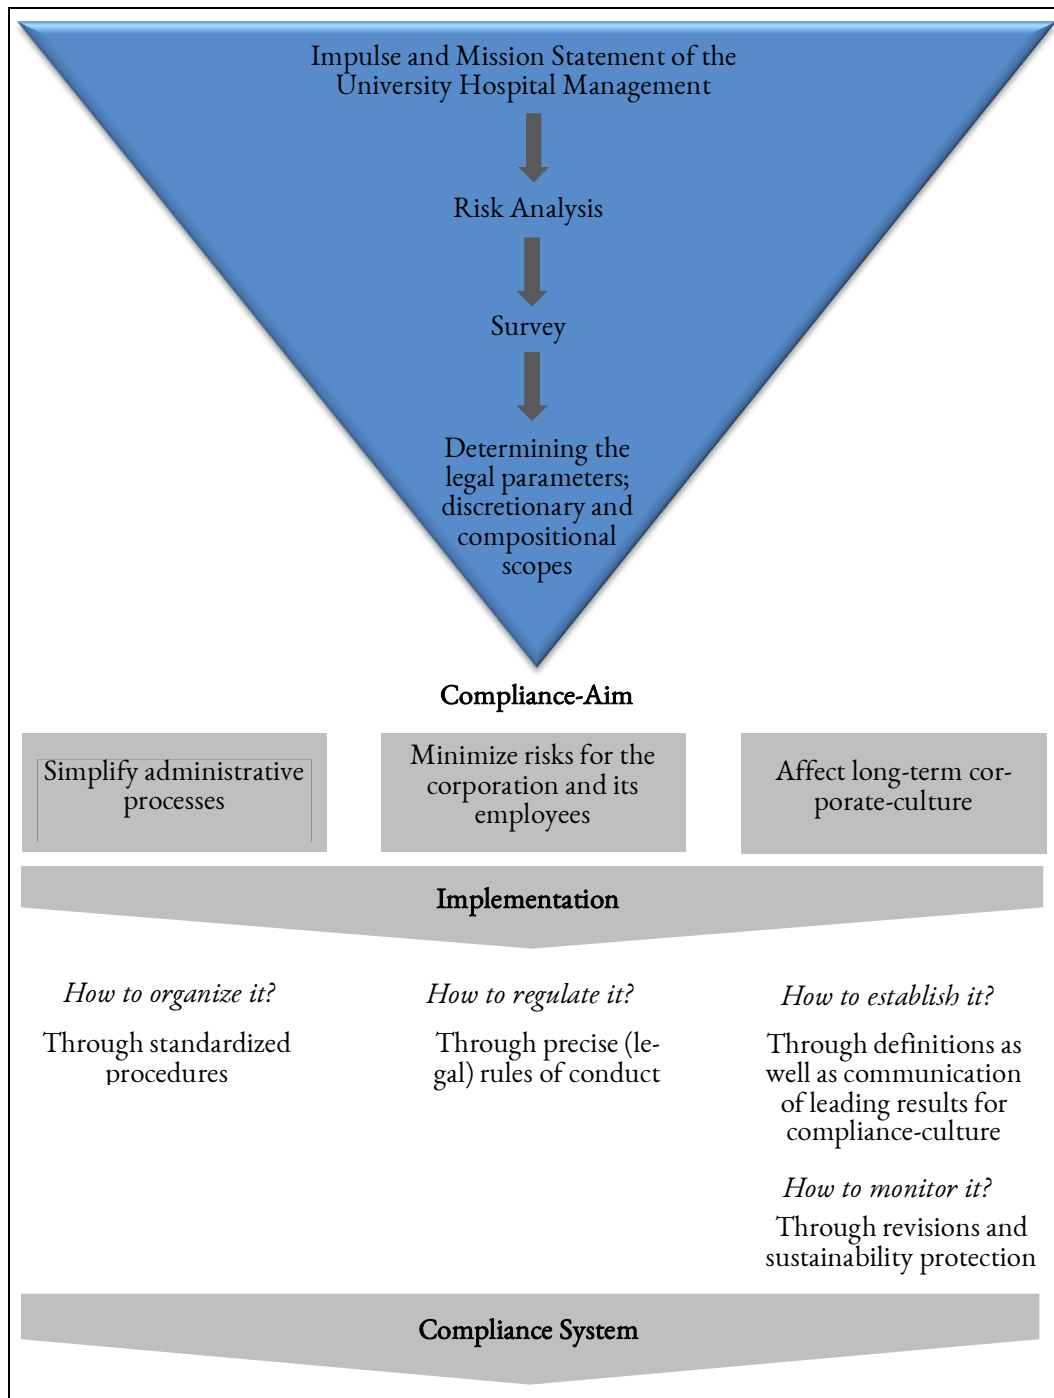 Impulse and Mission Statement of the
University Hospital Management
Risk Analysis
Survey
Determining the
legal parameters;
discretionary and
compositional
scopes
Compliance-Aim
Simplify administrative
processes
Minimize risks for the
corporation and its
employees
Affect long-term cor-
porate-culture
Implementation
How to organize it?
Through standardized
procedures
How to regulate it?
Through precise (le-
gal) rules of conduct
How to establish it?
Through definitions as
well as communication
of leading results for
compliance-culture
How to monitor it?
Through revisions and
sustainability protection
Compliance System